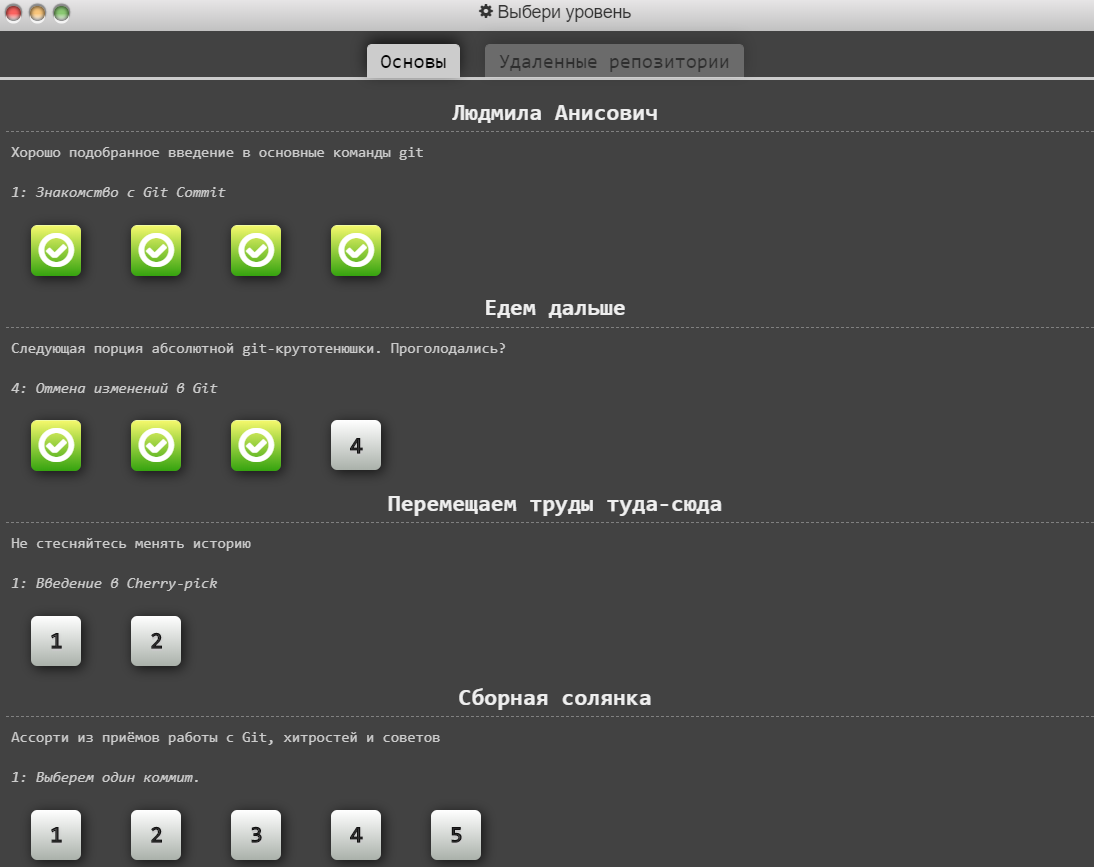 Выбери уровень
Основы
Удаленные репозитории
Людмила Анисович
Хорошо подобранное введение в основные команды git
1: Знакомство с Git Commit
Едем дальше
Следующая порция абсолютной git-крутотенюшки. Проголодались?
4: Отмена изменений в Git
4
Перемещаем труды туда-сюда
Не стесняйтесь менять историю
1: Введение в Cherry-pick
1 2
Сборная солянка
Ассорти из приёмов работы с Git, хитростей и советов
1: Выберем один коммит.
1 2 3 4 5